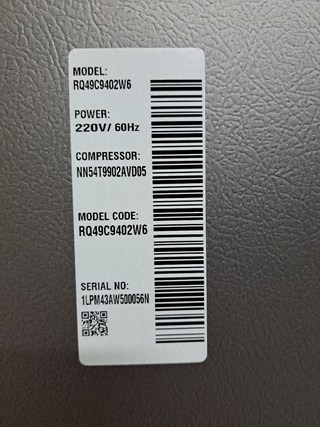 MODEL:
RQ49C9402W6
POWER:
220V/ 60Hz
COMPRESSOR:
NN54T9902AVD05
MODEL CODE:
RQ49C9402W6
SERIAL NO:
1LPM43AW500056N